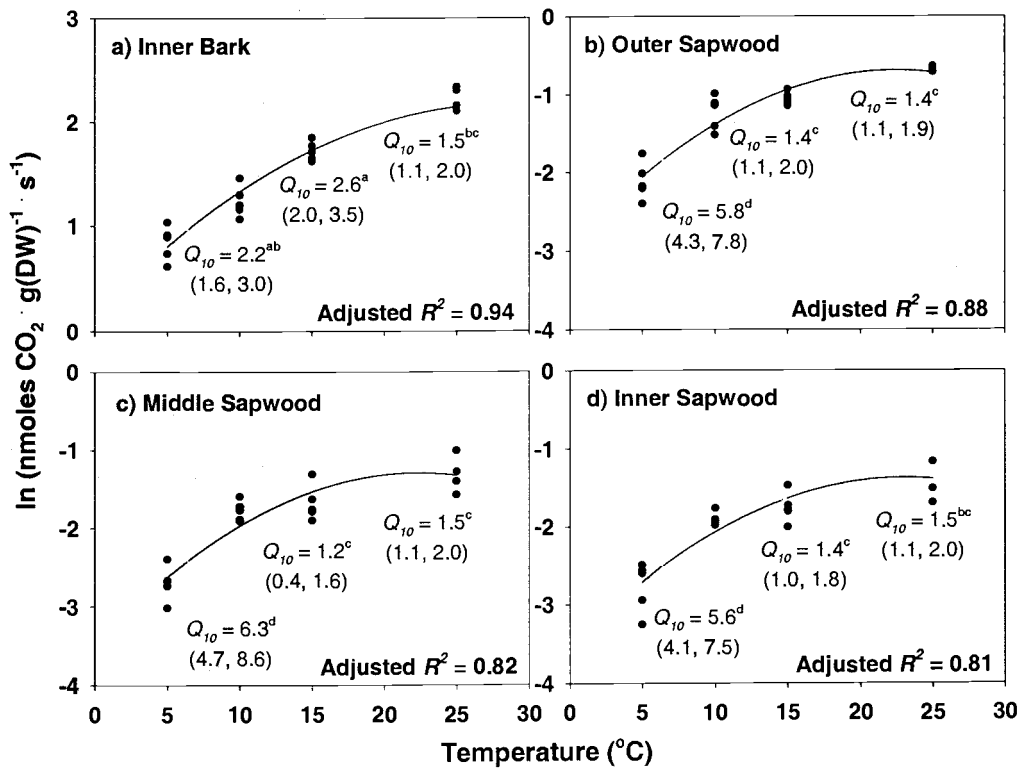 ln (nmoles CO₂ · g(DW)⁻¹ · s⁻¹)
a) Inner Bark
3
2
1
0
Q₁₀ = 2.2ᵃᵇ
(1.6, 3.0)
Q₁₀ = 2.6ᵃ
(2.0, 3.5)
Q₁₀ = 1.5ᵇᶜ
(1.1, 2.0)
Adjusted R² = 0.94
b) Outer Sapwood
-0
-1
-2
-3
-4
Q₁₀ = 5.8ᵈ
(4.3, 7.8)
Q₁₀ = 1.4ᶜ
(1.1, 2.0)
Q₁₀ = 1.4ᶜ
(1.1, 1.9)
Adjusted R² = 0.88
c) Middle Sapwood
0
-1
-2
-3
-4
Q₁₀ = 6.3ᵈ
(4.7, 8.6)
Q₁₀ = 1.2ᶜ
(0.4, 1.6)
Q₁₀ = 1.5ᶜ
(1.1, 2.0)
Adjusted R² = 0.82
0 5 10 15 20 25
d) Inner Sapwood
-0
-1
-2
-3
-4
Q₁₀ = 5.6ᵈ
(4.1, 7.5)
Q₁₀ = 1.4ᶜ
(1.0, 1.8)
Q₁₀ = 1.5ᵇᶜ
(1.1, 2.0)
Adjusted R² = 0.81
0 5 10 15 20 25 30
Temperature (°C)